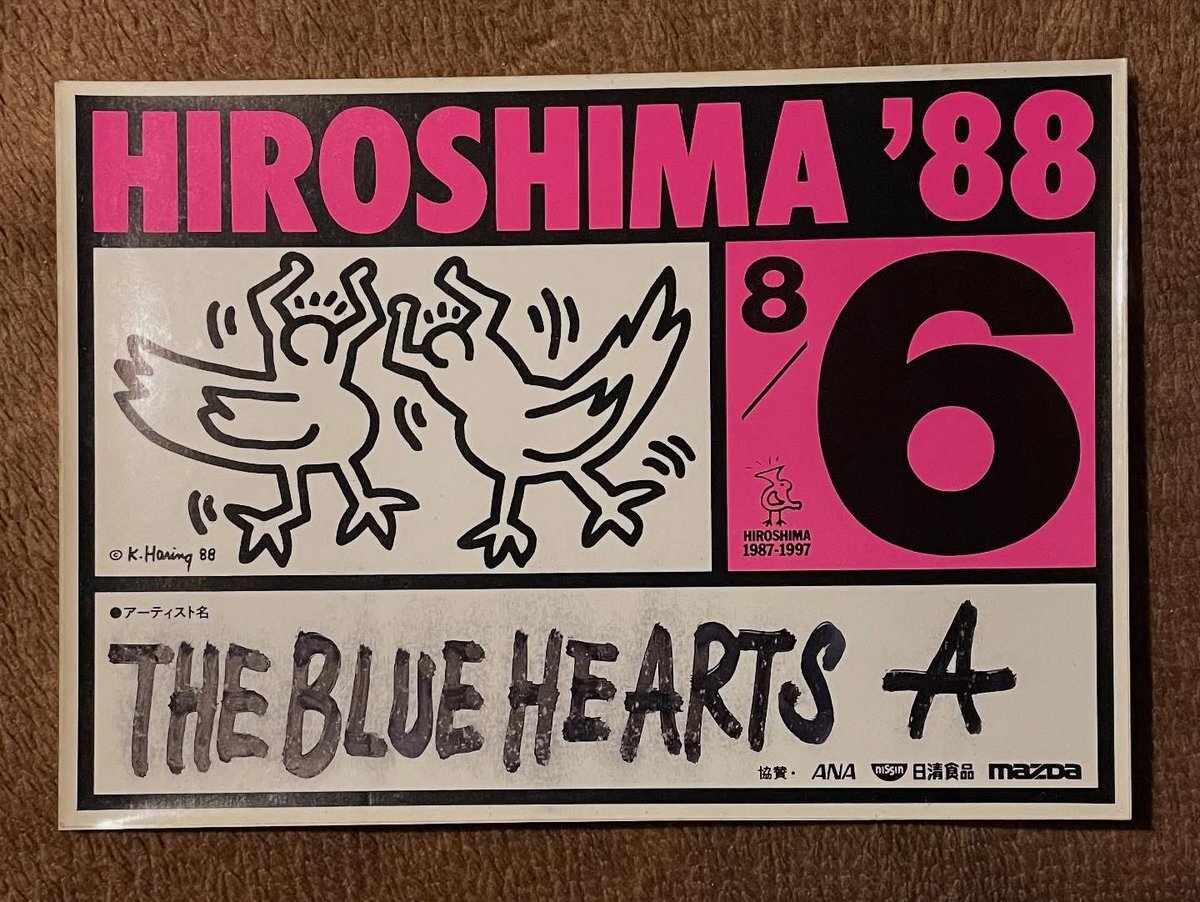 HIROSHIMA '88
8/6
© K. Haring 88
HIROSHIMA
1987-1997
●アーティスト名
THE BLUE HEARTS A
協賛・ ANA NISSIN 日清食品 mazda